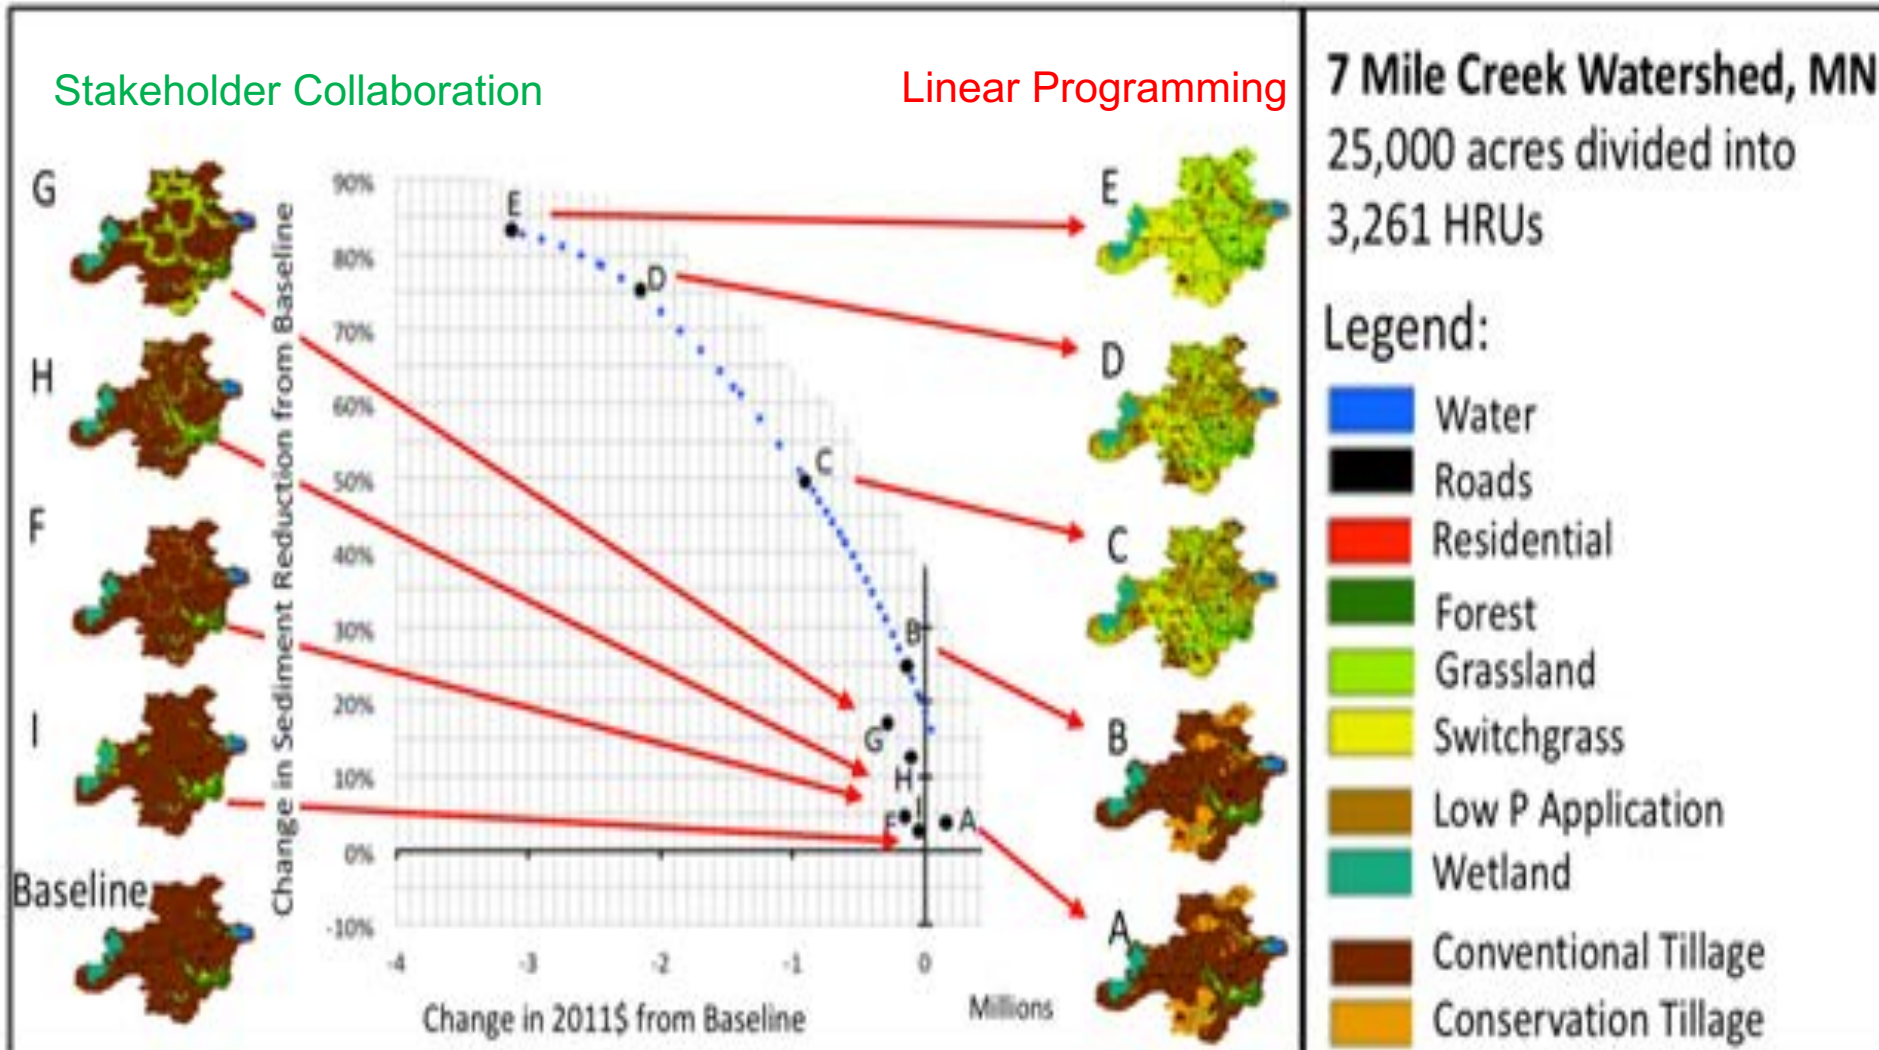 Stakeholder Collaboration
Linear Programming
G
H
F
I
Baseline
Change in Sediment Reduction from Baseline
90%
80%
70%
60%
50%
40%
30%
20%
10%
0%
-10%
E
D
C
B
G
H
I
F
A
-4
-3
-2
-1
0
Change in 2011$ from Baseline
Millions
E
D
C
B
A
7 Mile Creek Watershed, MN
25,000 acres divided into
3,261 HRUs
Legend:
Water
Roads
Residential
Forest
Grassland
Switchgrass
Low P Application
Wetland
Conventional Tillage
Conservation Tillage